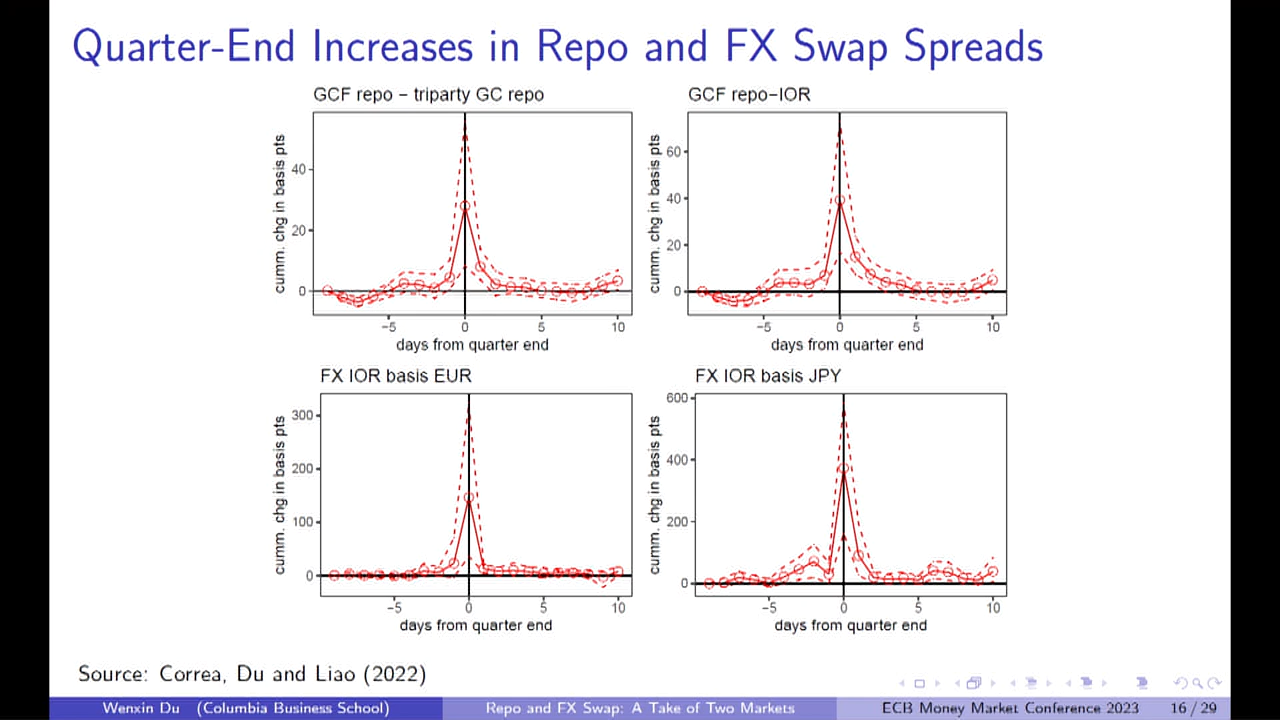 Quarter-End Increases in Repo and FX Swap Spreads
GCF repo − triparty GC repo
cumm. chg in basis pts
40
20
0
−5 0 5 10
days from quarter end
GCF repo−IOR
cumm. chg in basis pts
60
40
20
0
−5 0 5 10
days from quarter end
FX IOR basis EUR
cumm. chg in basis pts
300
200
100
0
−5 0 5 10
days from quarter end
FX IOR basis JPY
cumm. chg in basis pts
600
400
200
0
−5 0 5 10
days from quarter end
Source: Correa, Du and Liao (2022)
Wenxin Du (Columbia Business School) Repo and FX Swap: A Take of Two Markets ECB Money Market Conference 2023 16 / 29